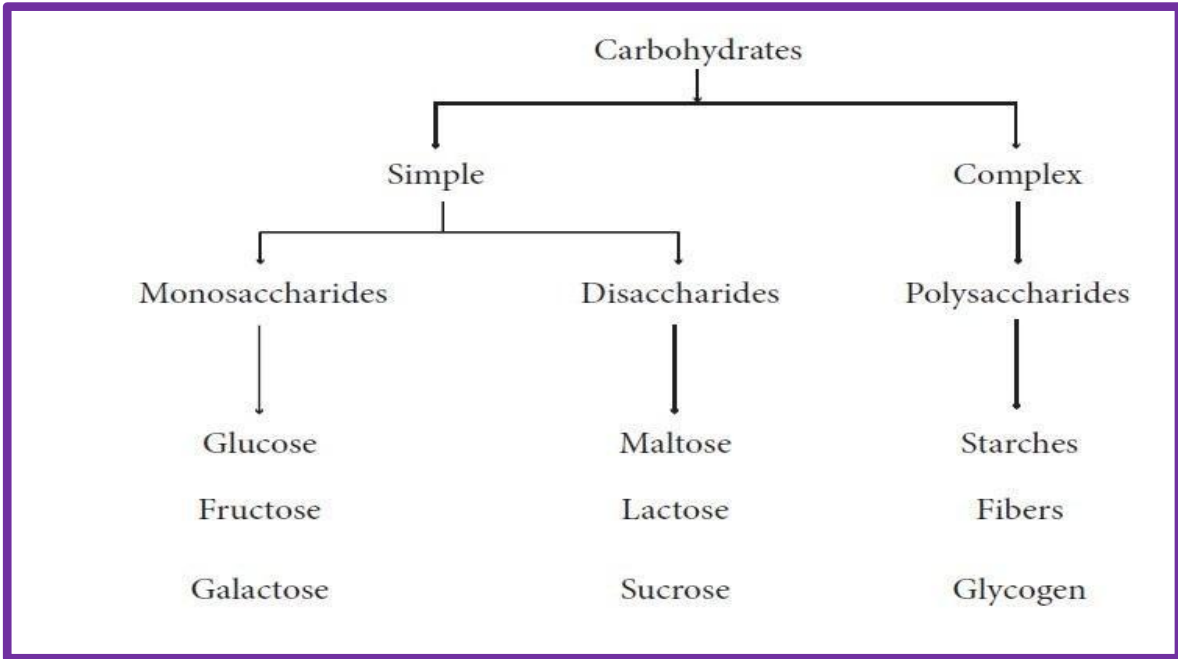 Carbohydrates
Simple Complex
Monosaccharides Disaccharides Polysaccharides
Glucose Maltose Starches
Fructose Lactose Fibers
Galactose Sucrose Glycogen